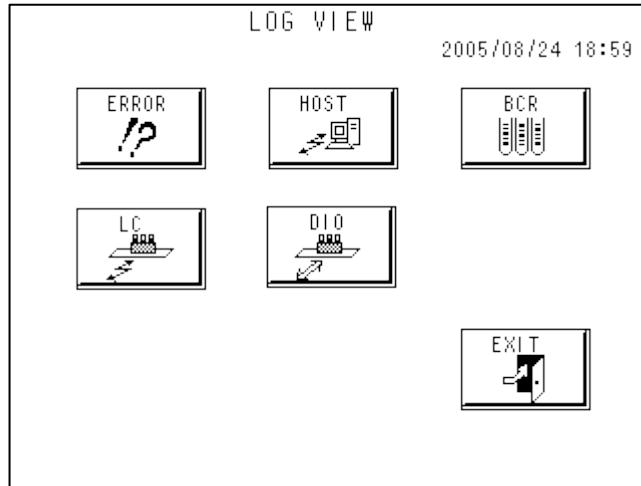 LOG VIEW
2005/08/24 18:59
ERROR
HOST
BCR
LC
DIO
EXIT